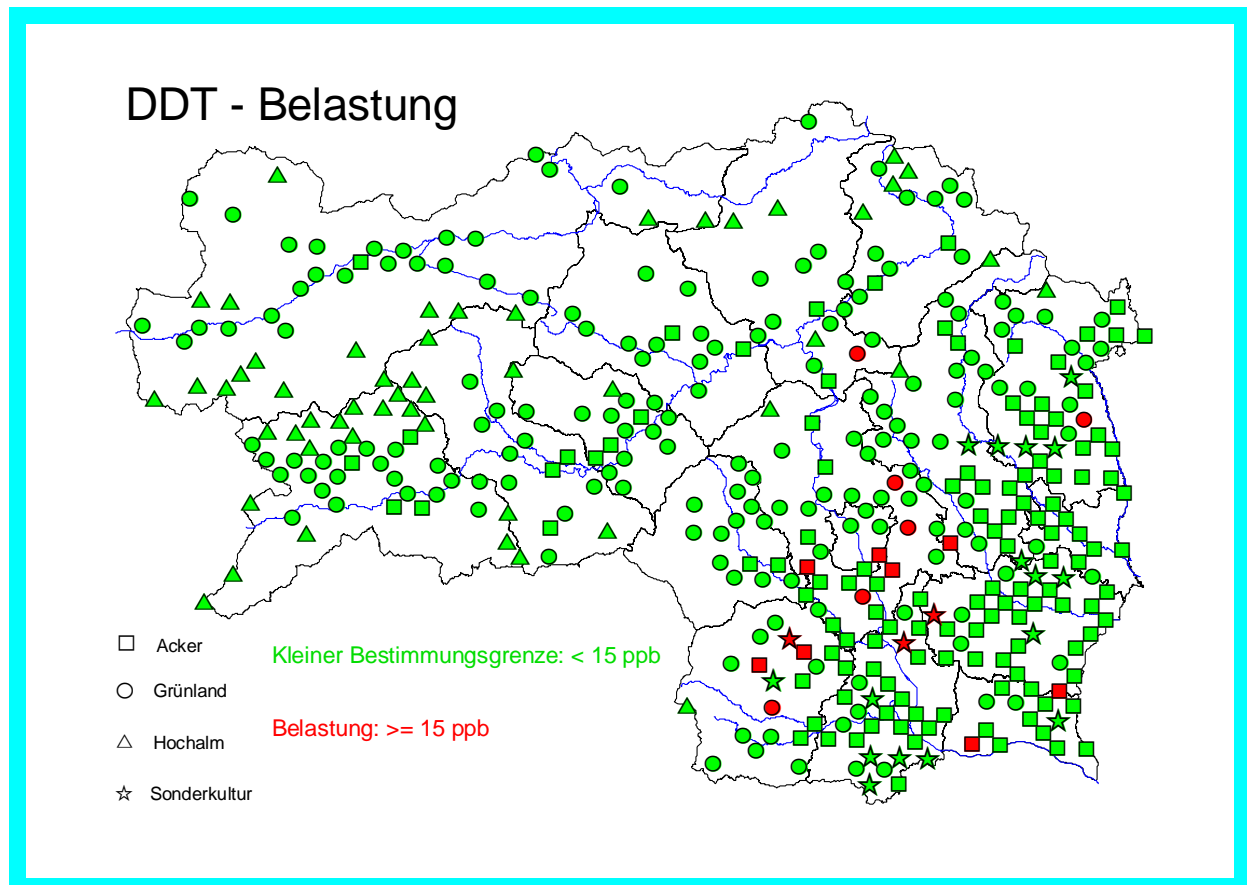 DDT - Belastung
Acker
Kleiner Bestimmungsgrenze: < 15 ppb
Grünland
Belastung: >= 15 ppb
Hochalm
Sonderkultur